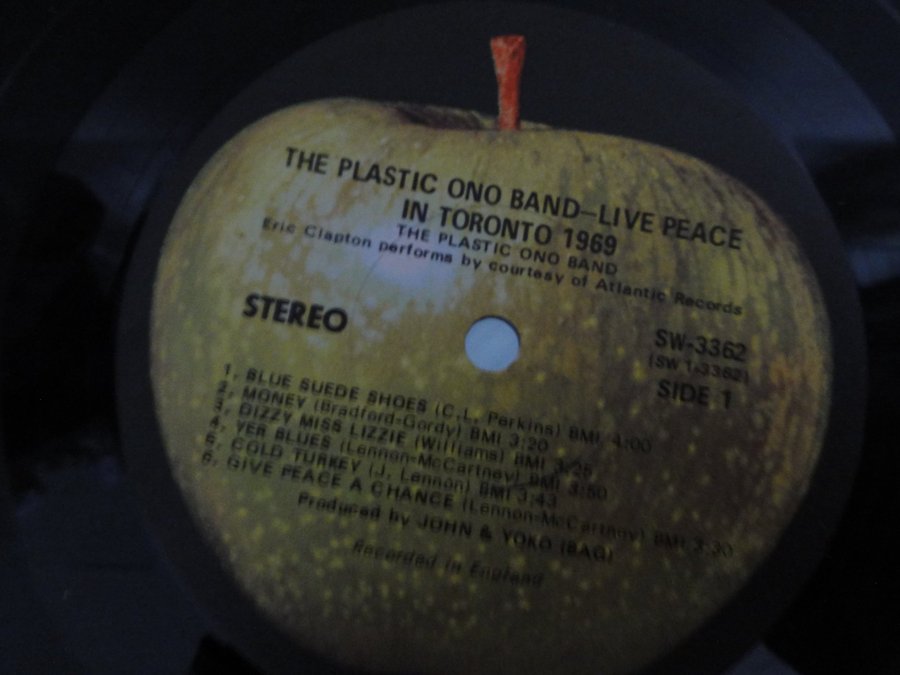 THE PLASTIC ONO BAND—LIVE PEACE
IN TORONTO 1969
THE PLASTIC ONO BAND
Eric Clapton performs by courtesy of Atlantic Records
STEREO
SW-3362
(SW 1-3362)
SIDE 1
1. BLUE SUEDE SHOES (C.L. Perkins) BMI 4:00
2. MONEY (Bradford-Gordy) BMI 3:20
3. DIZZY MISS LIZZIE (Williams) BMI 3:25
4. YER BLUES (Lennon-McCartney) BMI 3:50
5. COLD TURKEY (J. Lennon) BMI 3:43
6. GIVE PEACE A CHANCE (Lennon-McCartney) BMI 3:30
Produced by JOHN & YOKO (BAG)
Recorded in England